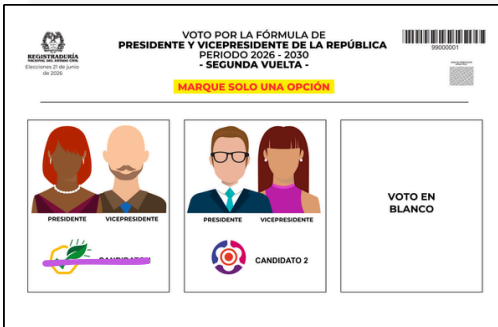 VOTO POR LA FÓRMULA DE
PRESIDENTE Y VICEPRESIDENTE DE LA REPÚBLICA
PERIODO 2026 - 2030
- SEGUNDA VUELTA -
MARQUE SOLO UNA OPCIÓN
REGISTRADURÍA
NACIONAL DEL ESTADO CIVIL
Elecciones 21 de junio
de 2026
99000001
PRESIDENTE VICEPRESIDENTE
PRESIDENTE VICEPRESIDENTE
CANDIDATO 2
VOTO EN
BLANCO